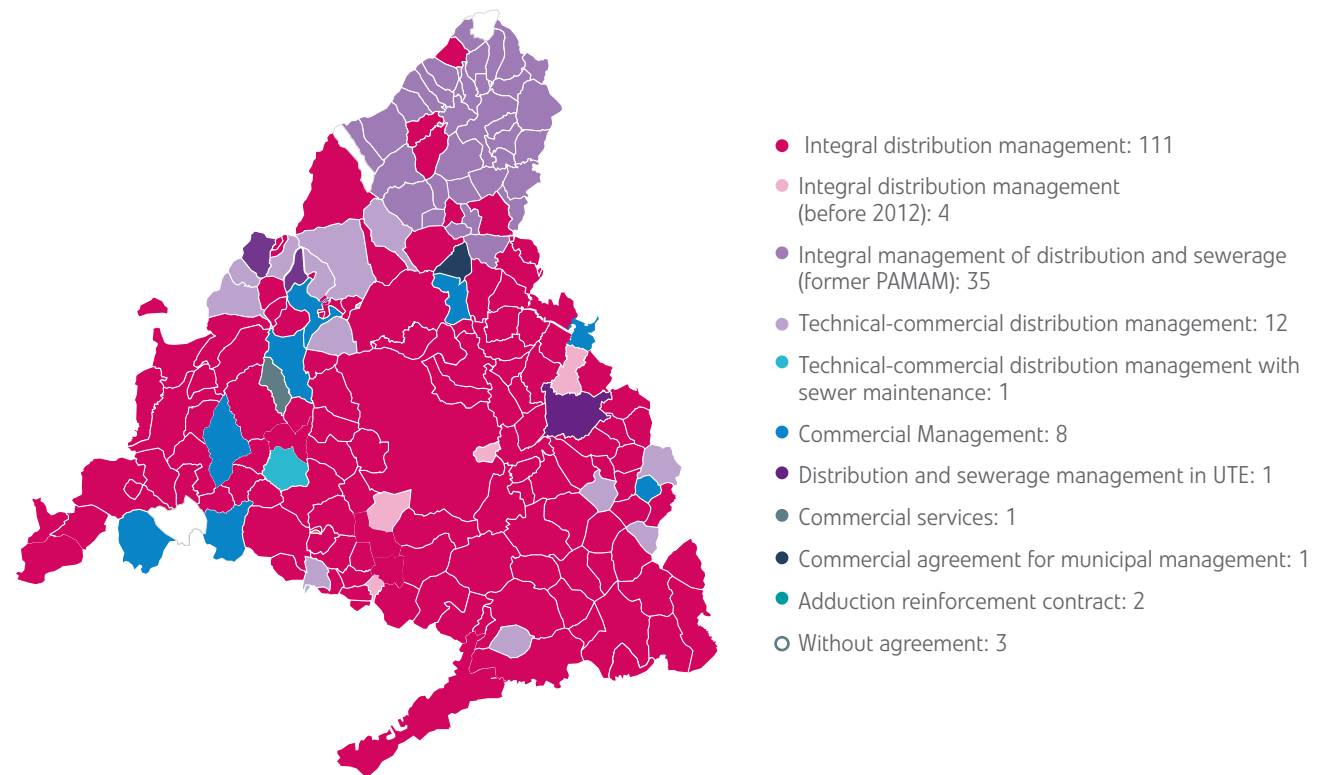 Integral distribution management: 111
Integral distribution management
(before 2012): 4
Integral management of distribution and sewerage
(former PAMAM): 35
Technical-commercial distribution management: 12
Technical-commercial distribution management with
sewer maintenance: 1
Commercial Management: 8
Distribution and sewerage management in UTE: 1
Commercial services: 1
Commercial agreement for municipal management: 1
Adduction reinforcement contract: 2
Without agreement: 3